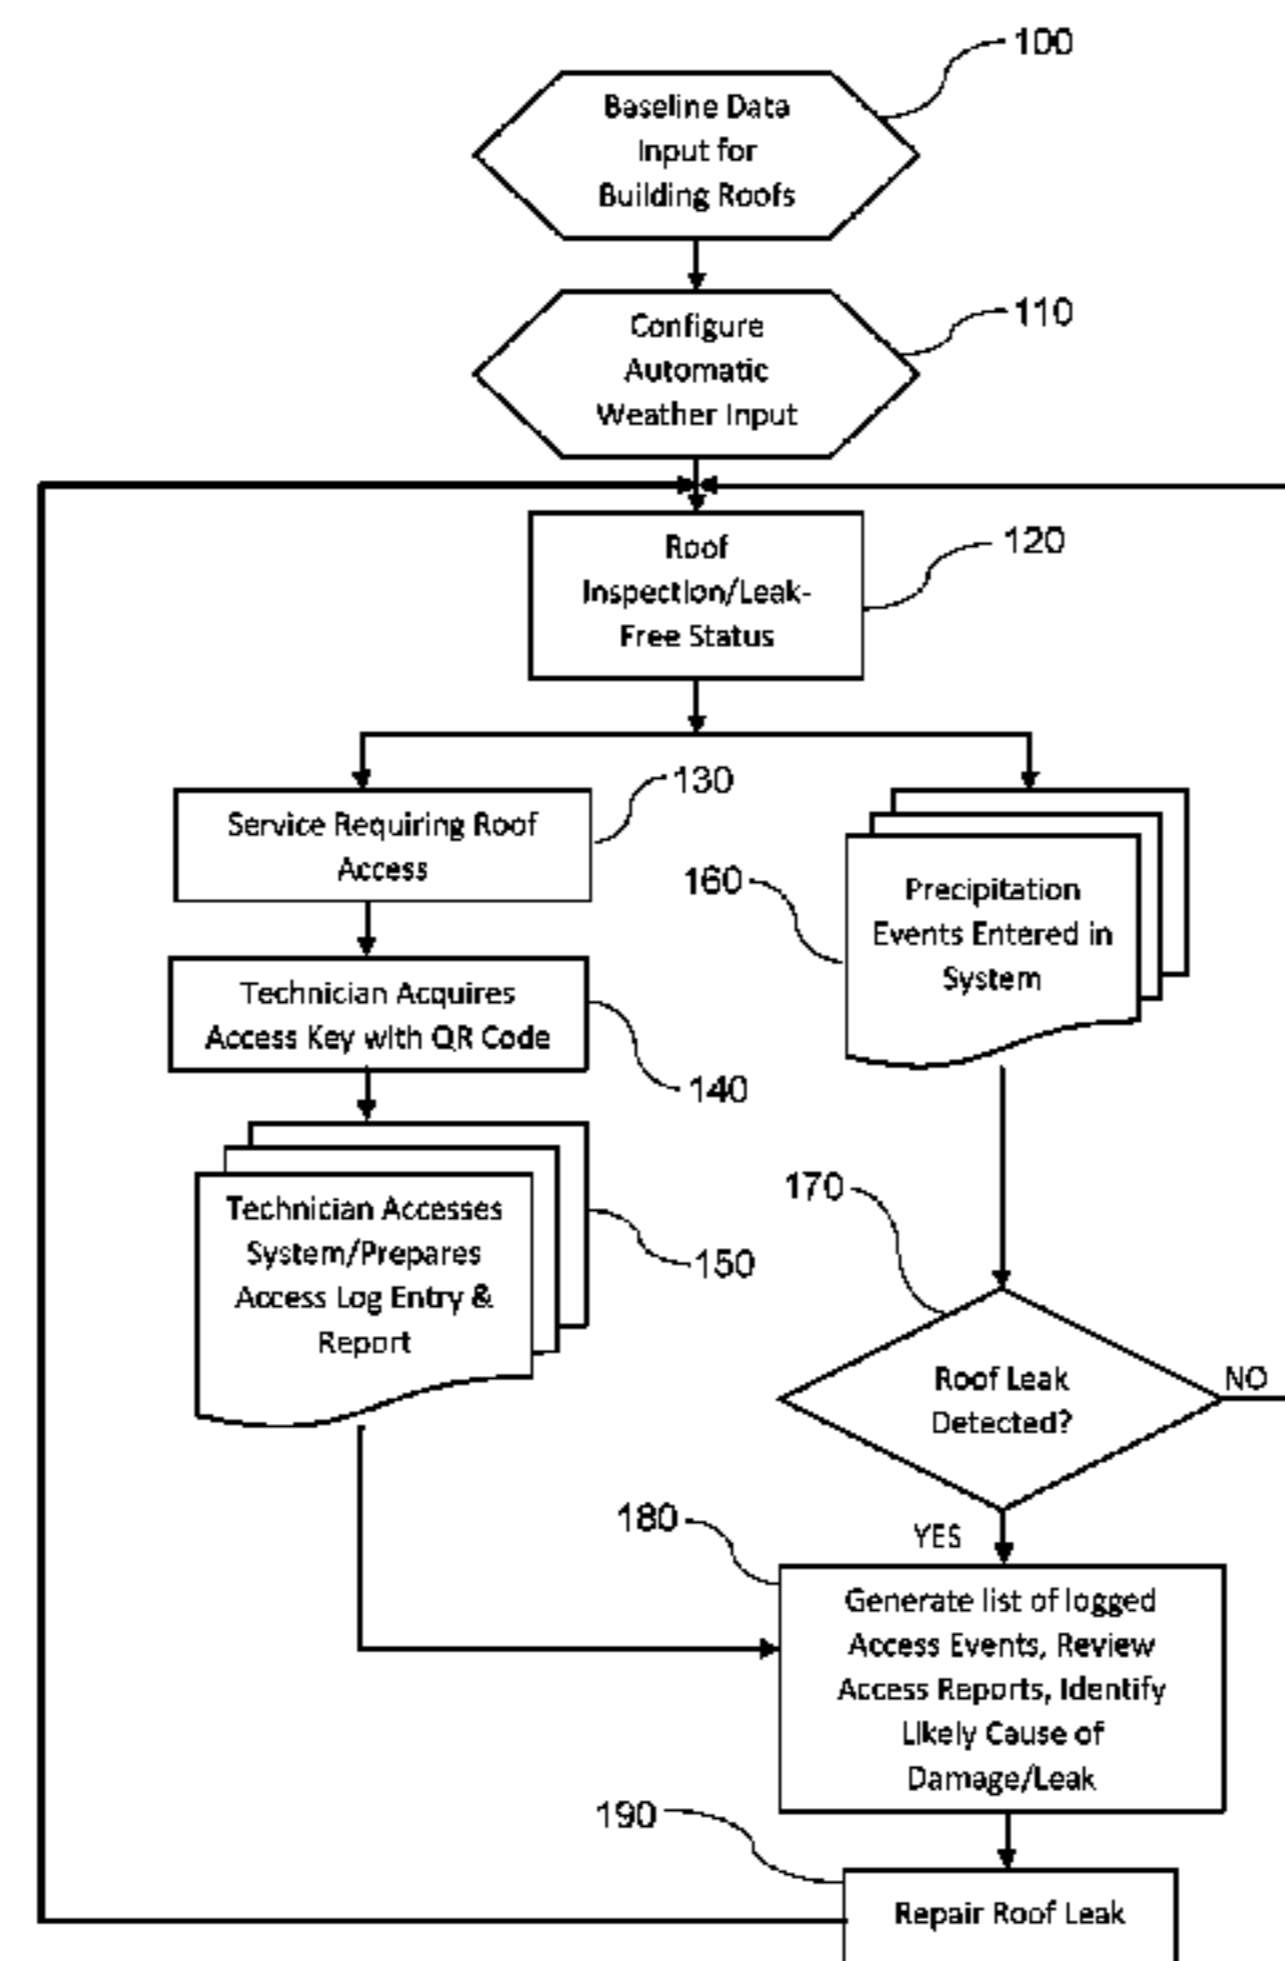 100
Baseline Data
Input for
Building Roofs
110
Configure
Automatic
Weather Input
120
Roof
Inspection/Leak-
Free Status
130
Service Requiring Roof
Access
160
Precipitation
Events Entered in
System
Technician Acquires
Access Key with QR Code
140
Technician Accesses
System/Prepares
Access Log Entry &
Report
150
170
Roof Leak
Detected?
NO
YES
180
Generate list of logged
Access Events, Review
Access Reports, Identify
Likely Cause of
Damage/Leak
190
Repair Roof Leak